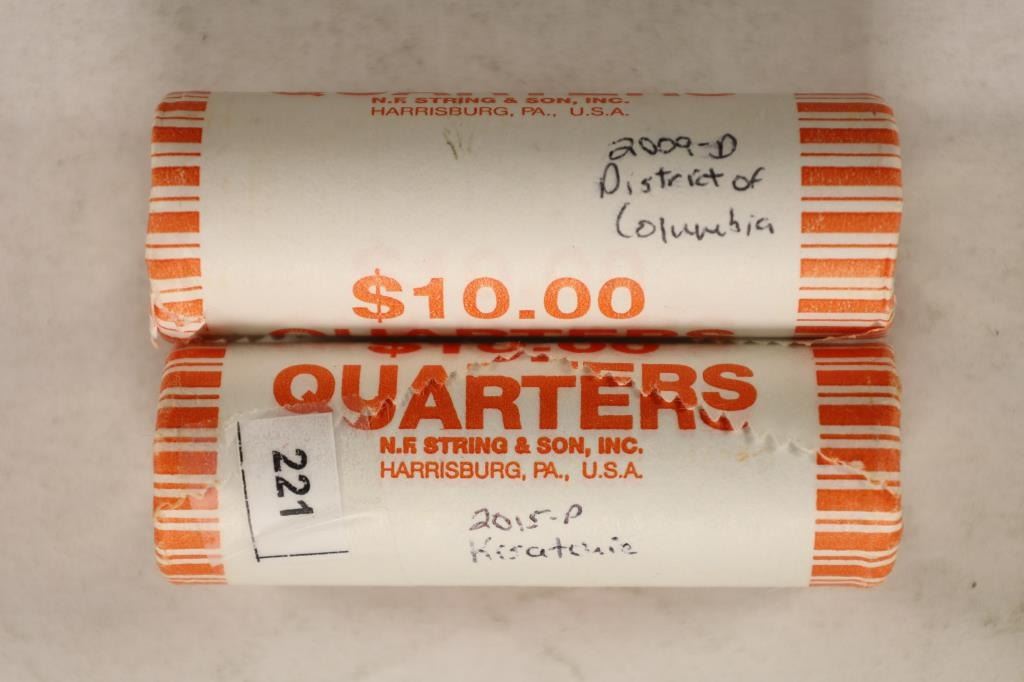 QUARTERS
N.F. STRING & SON, INC.
HARRISBURG, PA., U.S.A.
2009-D
District of
Columbia
$10.00
QUARTERS
N.F. STRING & SON, INC.
HARRISBURG, PA., U.S.A.
221
2015-P
Kisatchie